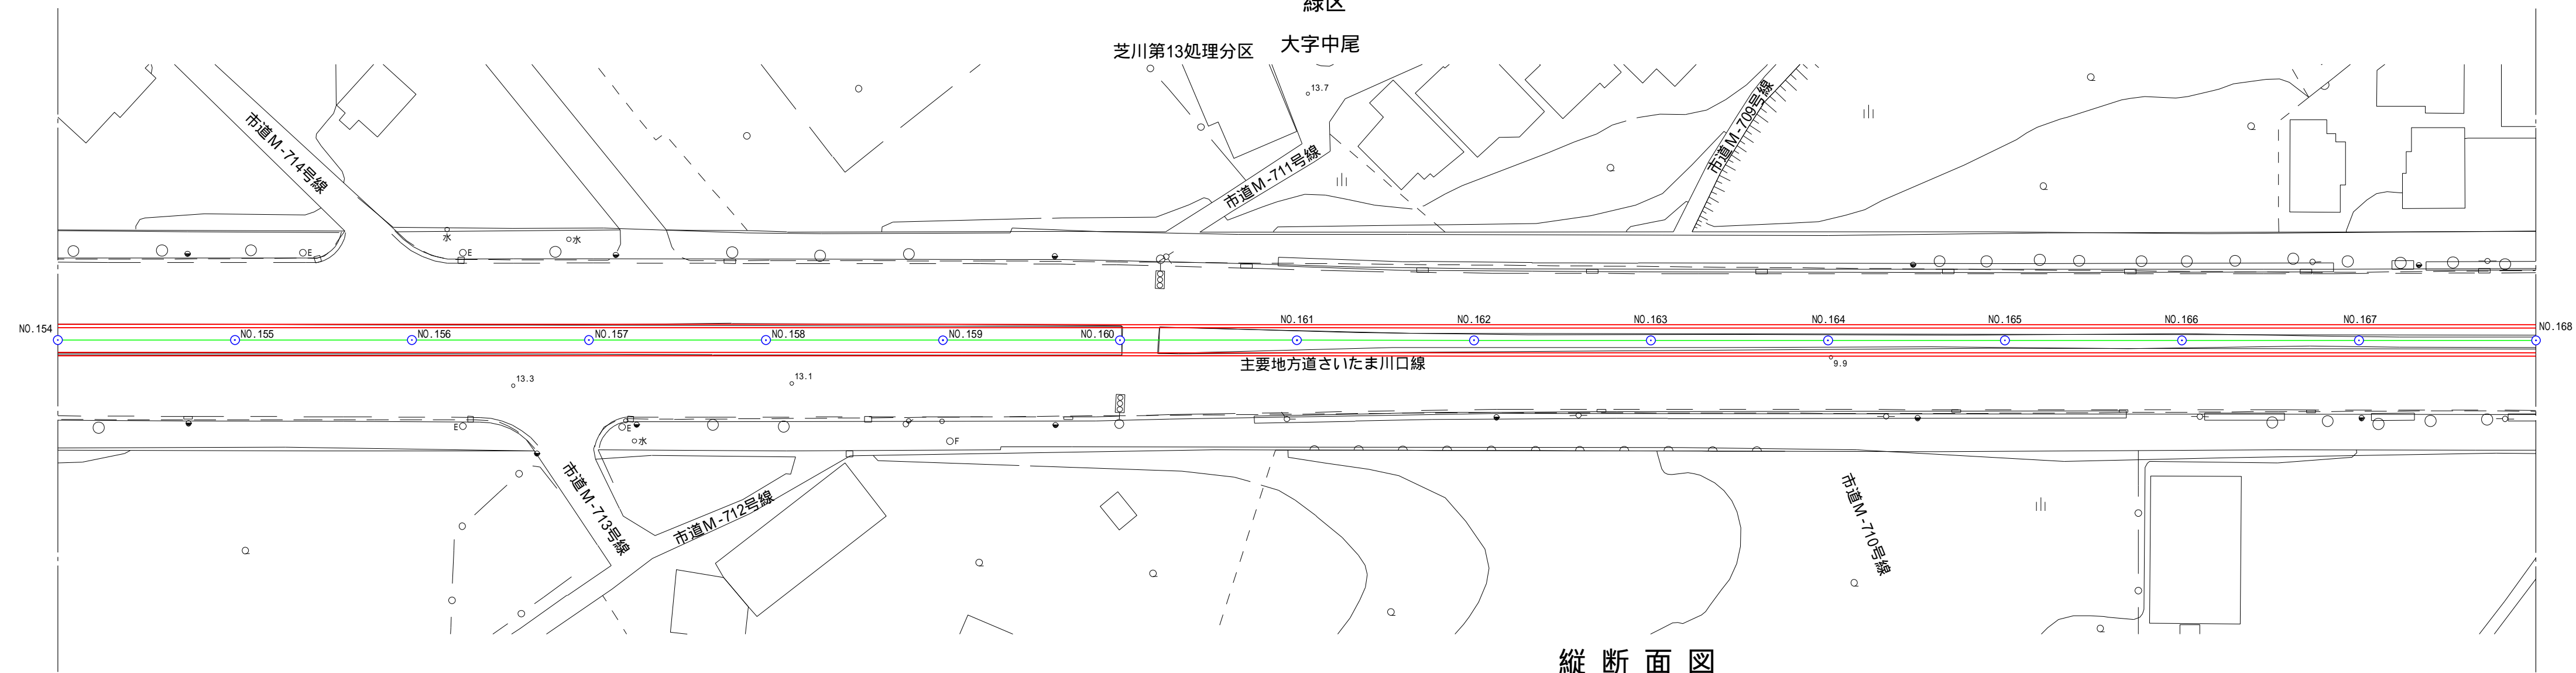 緑区
芝川第13処理分区
大字中尾
13.7
市道M-714号線
市道M-711号線
市道M-709号線
水
水
E
E
NO.154
NO.155
NO.156
NO.157
NO.158
NO.159
NO.160
NO.161
NO.162
NO.163
NO.164
NO.165
NO.166
NO.167
NO.168
主要地方道さいたま川口線
9.9
13.3
13.1
E
E
水
F
市道M-713号線
市道M-712号線
市道M-710号線
縦断面図